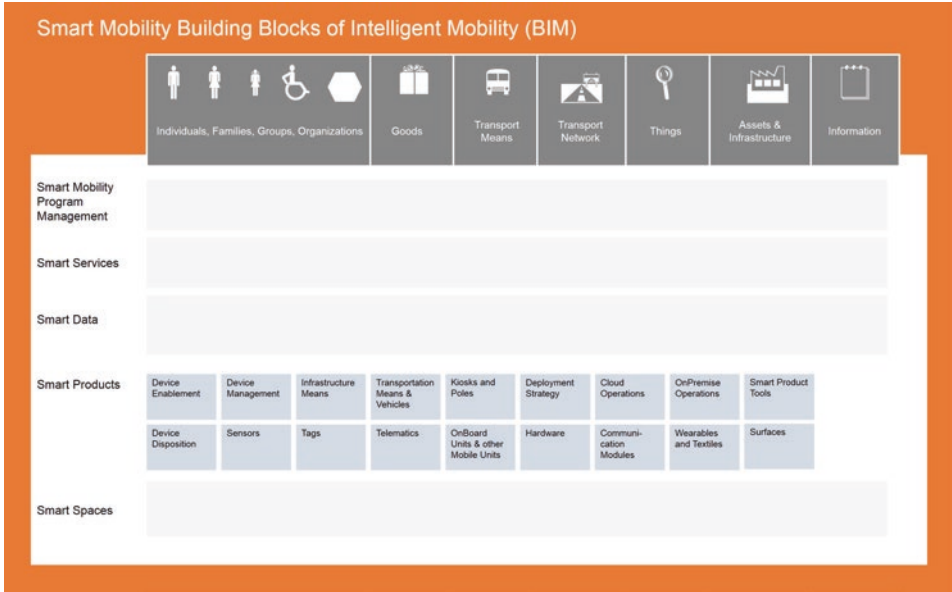 Smart Mobility Building Blocks of Intelligent Mobility (BIM)
Individuals, Families, Groups, Organizations
Goods
Transport
Means
Transport
Network
Things
Assets &
Infrastructure
Information
Smart Mobility
Program
Management
Smart Services
Smart Data
Smart Products
Device
Enablement
Device
Management
Infrastructure
Means
Transportation
Means &
Vehicles
Kiosks and
Poles
Deployment
Strategy
Cloud
Operations
OnPremise
Operations
Smart Product
Tools
Device
Disposition
Sensors
Tags
Telematics
OnBoard
Units & other
Mobile Units
Hardware
Communi-
cation
Modules
Wearables
and Textiles
Surfaces
Smart Spaces